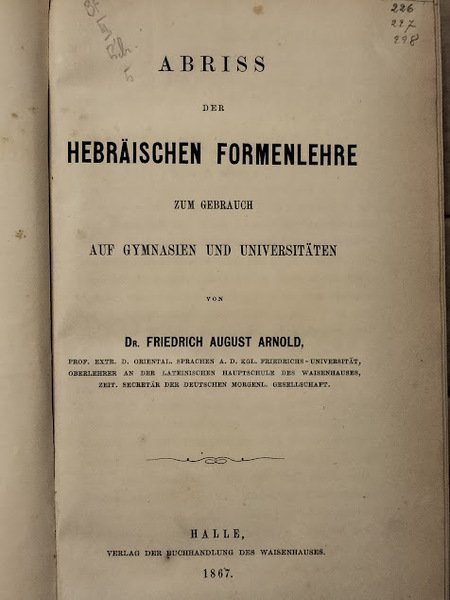 226
227
228
ABRISS
DER
HEBRÄISCHEN FORMENLEHRE
ZUM GEBRAUCH
AUF GYMNASIEN UND UNIVERSITÄTEN
VON
DR. FRIEDRICH AUGUST ARNOLD,
PROF. EXTR. D. ORIENTAL. SPRACHEN A. D. KGL. FRIEDRICHS-UNIVERSITÄT,
OBERLEHRER AN DER LATEINISCHEN HAUPTSCHULE DES WAISENHAUSES,
ZEIT. SECRETÄR DER DEUTSCHEN MORGENL. GESELLSCHAFT.
HALLE,
VERLAG DER BUCHHANDLUNG DES WAISENHAUSES.
1867.